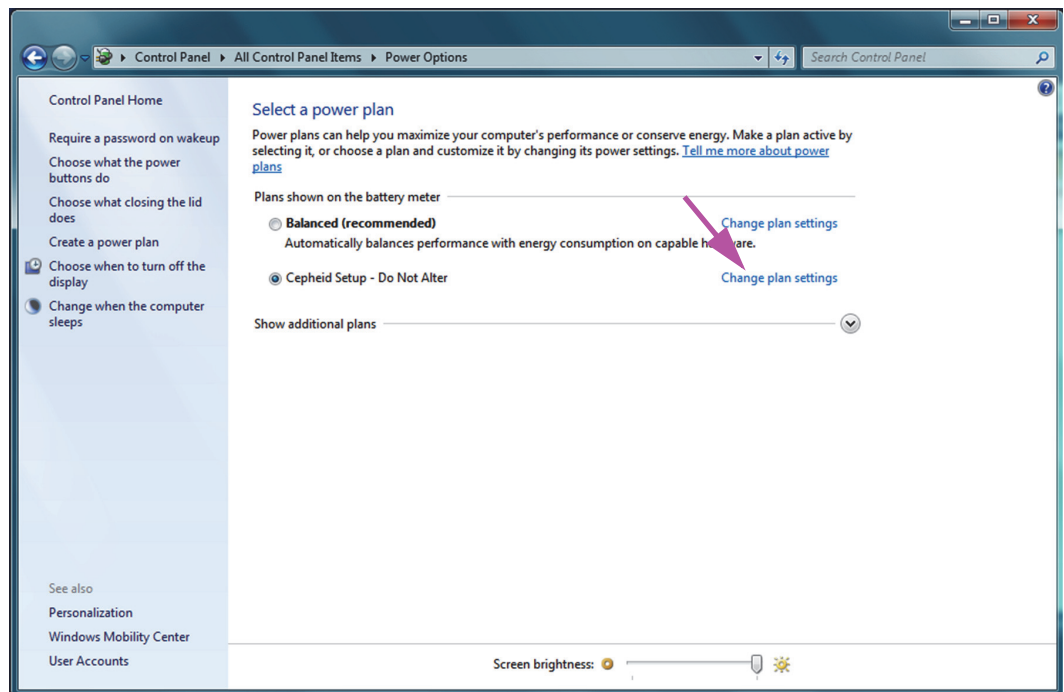 Control Panel ▸ All Control Panel Items ▸ Power Options
Search Control Panel
Control Panel Home
Require a password on wakeup
Choose what the power
buttons do
Choose what closing the lid
does
Create a power plan
Choose when to turn off the
display
Change when the computer
sleeps
See also
Personalization
Windows Mobility Center
User Accounts
Select a power plan
Power plans can help you maximize your computer's performance or conserve energy. Make a plan active by
selecting it, or choose a plan and customize it by changing its power settings. Tell me more about power
plans
Plans shown on the battery meter
Balanced (recommended) Change plan settings
Automatically balances performance with energy consumption on capable
Cepheid Setup - Do Not Alter Change plan settings
Show additional plans
Screen brightness: